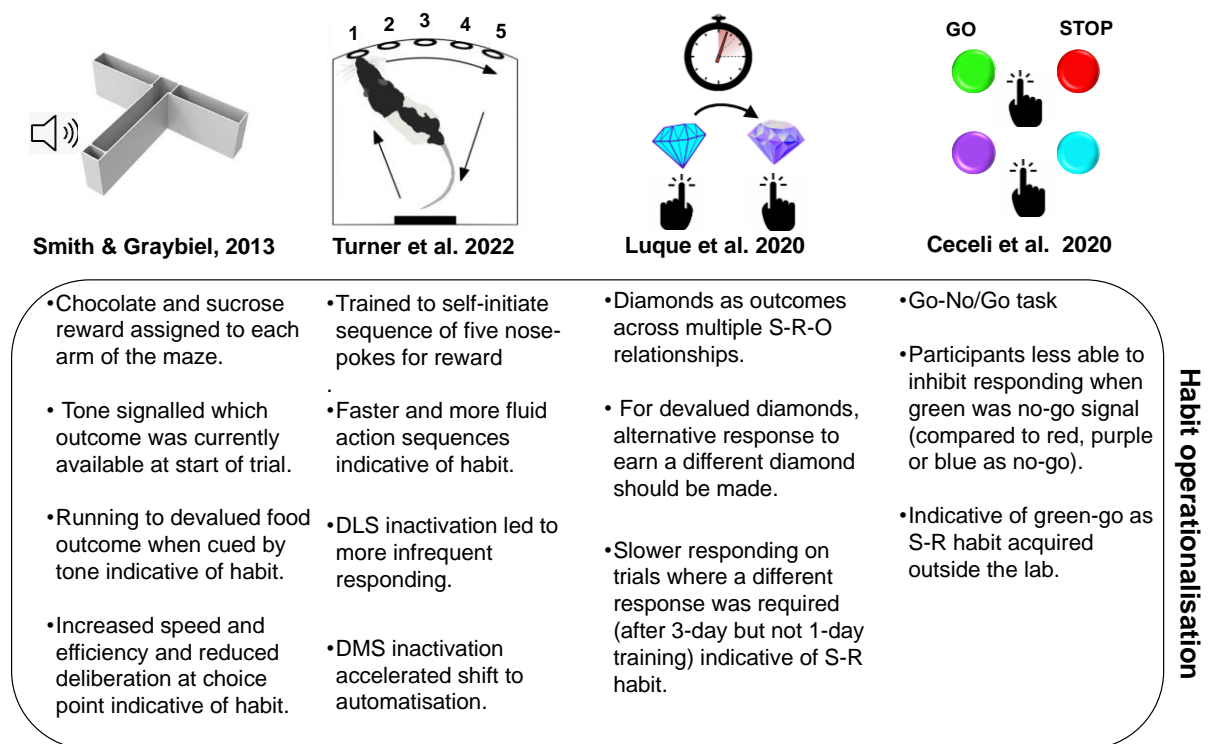 1
2
3
4
5
GO
STOP
Smith & Graybiel, 2013
Turner et al. 2022
Luque et al. 2020
Ceceli et al.  2020
•Chocolate and sucrose
reward assigned to each
arm of the maze.
• Tone signalled which
outcome was currently
available at start of trial.
•Running to devalued food
outcome when cued by
tone indicative of habit.
•Increased speed and
efficiency and reduced
deliberation at choice
point indicative of habit.
•Trained to self-initiate
sequence of five nose-
pokes for reward
.
•Faster and more fluid
action sequences
indicative of habit.
•DLS inactivation led to
more infrequent
responding.
•DMS inactivation
accelerated shift to
automatisation.
•Diamonds as outcomes
across multiple S-R-O
relationships.
• For devalued diamonds,
alternative response to
earn a different diamond
should be made.
•Slower responding on
trials where a different
response was required
(after 3-day but not 1-day
training) indicative of S-R
habit.
•Go-No/Go task
•Participants less able to
inhibit responding when
green was no-go signal
(compared to red, purple
or blue as no-go).
•Indicative of green-go as
S-R habit acquired
outside the lab.
Habit operationalisation